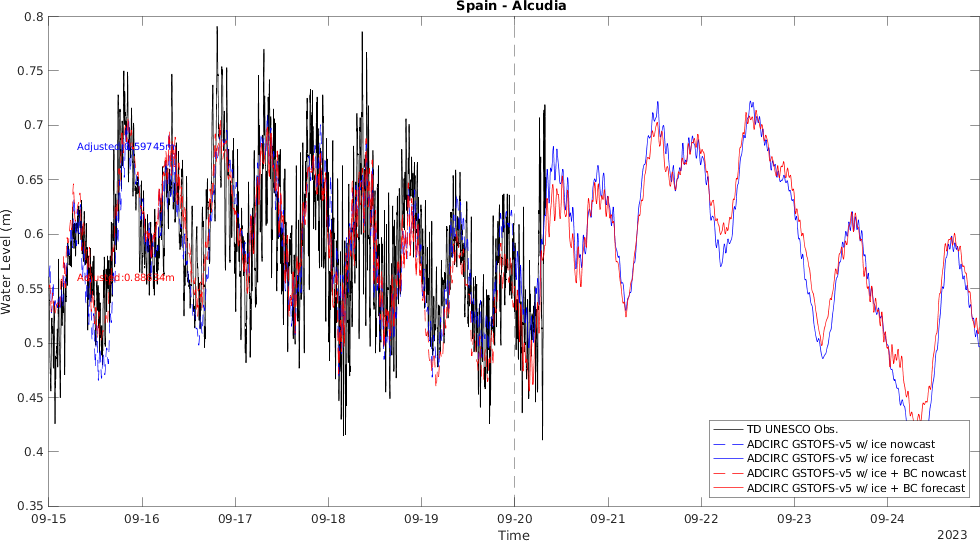 Spain - Alcudia
0.8
0.75
0.7
0.65
0.6
0.55
0.5
0.45
0.4
0.35
Water Level (m)
09-15
09-16
09-17
09-18
09-19
09-20
09-21
09-22
09-23
09-24
Time
2023
TD UNESCO Obs.
ADCIRC GSTOFS-v5 w/ ice nowcast
ADCIRC GSTOFS-v5 w/ ice forecast
ADCIRC GSTOFS-v5 w/ ice + BC nowcast
ADCIRC GSTOFS-v5 w/ ice + BC forecast